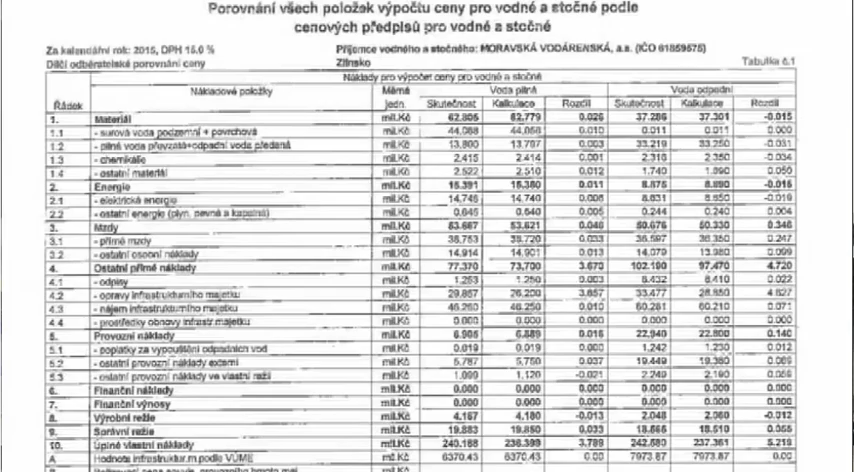 Porovnání všech položek výpočtu ceny pro vodné a stočné podle
cenových předpisů pro vodné a stočné
Za kalendářní rok: 2015, DPH 15,0 % Příjemce vodného a stočného: MORAVSKÁ VODÁRENSKÁ, a.s. (IČO 61859575)
Dílčí odběratelské porovnání ceny Zlínsko Tabulka č.1
Náklady pro výpočet ceny pro vodné a stočné
Řádek Nákladové položky Měrná jedn. Voda pitná Voda odpadní
Skutečnost Kalkulace Rozdíl Skutečnost Kalkulace Rozdíl
1. Materiál mil.Kč 62.805 62.779 0.026 37.286 37.301 -0.015
1.1 - surová voda podzemní + povrchová mil.Kč 44.068 44.058 0.010 0.011 0.011 0.000
1.2 - pitná voda převzatá+odpadní voda předaná mil.Kč 13.800 13.797 0.003 33.219 33.250 -0.031
1.3 - chemikálie mil.Kč 2.415 2.414 0.001 2.316 2.350 -0.034
1.4 - ostatní materiál mil.Kč 2.522 2.510 0.012 1.740 1.690 0.050
2. Energie mil.Kč 15.391 15.380 0.011 8.875 8.890 -0.015
2.1 - elektrická energie mil.Kč 14.746 14.740 0.006 8.631 8.650 -0.019
2.2 - ostatní energie (plyn, pevná a kapalná) mil.Kč 0.645 0.640 0.005 0.244 0.240 0.004
3. Mzdy mil.Kč 53.667 53.621 0.046 50.676 50.330 0.346
3.1 - přímé mzdy mil.Kč 38.753 38.720 0.033 36.597 36.350 0.247
3.2 - ostatní osobní náklady mil.Kč 14.914 14.901 0.013 14.079 13.980 0.099
4. Ostatní přímé náklady mil.Kč 77.370 73.700 3.670 102.190 97.470 4.720
4.1 - odpisy mil.Kč 1.253 1.250 0.003 8.432 8.410 0.022
4.2 - opravy infrastrukturního majetku mil.Kč 29.857 26.200 3.657 33.477 28.850 4.627
4.3 - nájem infrastrukturního majetku mil.Kč 46.260 46.250 0.010 60.281 60.210 0.071
4.4 - prostředky obnovy infrastr.majetku mil.Kč 0.000 0.000 0.000 0.000 0.000 0.000
5. Provozní náklady mil.Kč 6.905 6.889 0.016 22.940 22.800 0.140
5.1 - poplatky za vypouštění odpadních vod mil.Kč 0.019 0.019 0.000 1.242 1.230 0.012
5.2 - ostatní provozní náklady externí mil.Kč 5.787 5.750 0.037 19.449 19.380 0.069
5.3 - ostatní provozní náklady ve vlastní režii mil.Kč 1.099 1.120 -0.021 2.249 2.190 0.059
6. Finanční náklady mil.Kč 0.000 0.000 0.000 0.000 0.000 0.000
7. Finanční výnosy mil.Kč 0.000 0.000 0.000 0.000 0.000 0.000
8. Výrobní režie mil.Kč 4.167 4.180 -0.013 2.048 2.060 -0.012
9. Správní režie mil.Kč 19.883 19.850 0.033 18.565 18.510 0.055
10. Úplné vlastní náklady mil.Kč 240.188 236.399 3.789 242.580 237.361 5.219
A Hodnota infrastruktur.m.podle VÚME mil.Kč 6370.43 6370.43 0.00 7973.87 7973.87 0.00